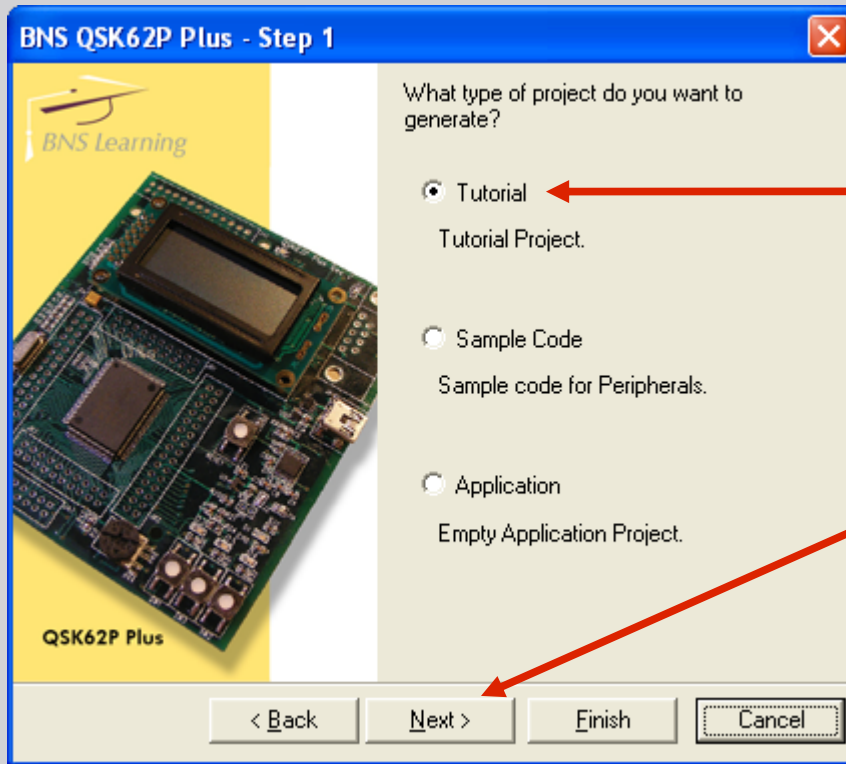 BNS QSK62P Plus - Step 1
BNS Learning
What type of project do you want to
generate?
Tutorial
Tutorial Project.
Sample Code
Sample code for Peripherals.
Application
Empty Application Project.
QSK62P Plus
< Back
Next >
Finish
Cancel